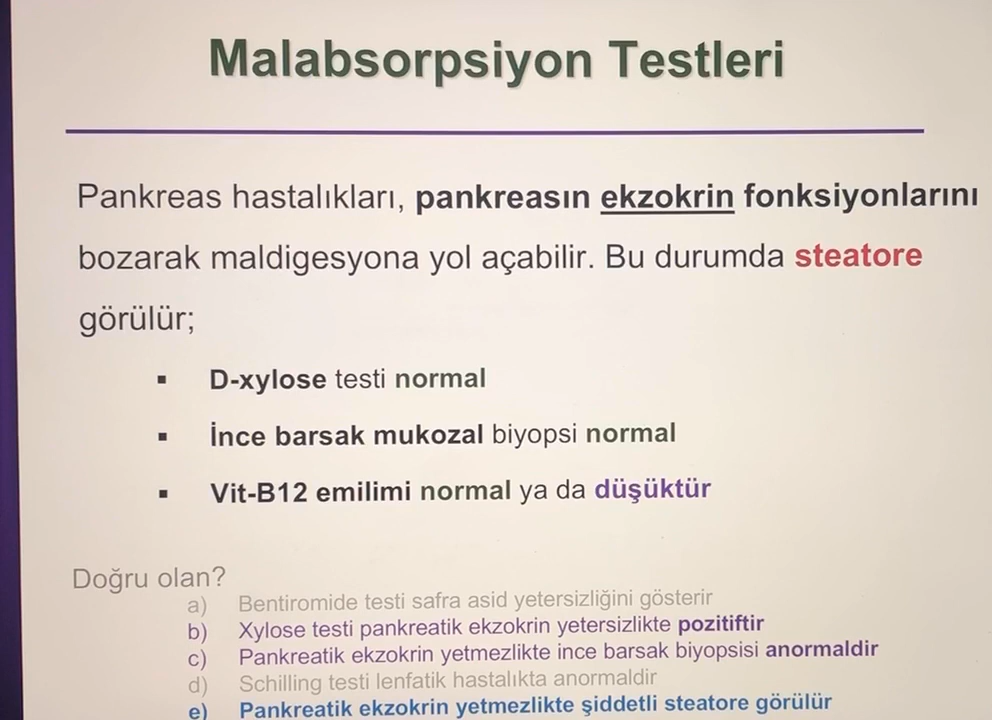 Malabsorpsiyon Testleri
Pankreas hastalıkları, pankreasın ekzokrin fonksiyonlarını
bozarak maldigesyona yol açabilir. Bu durumda steatore
görülür;
▪ D-xylose testi normal
▪ İnce barsak mukozal biyopsi normal
▪ Vit-B12 emilimi normal ya da düşüktür
Doğru olan?
a) Bentiromide testi safra asid yetersizliğini gösterir
b) Xylose testi pankreatik ekzokrin yetersizlikte pozitiftir
c) Pankreatik ekzokrin yetmezlikte ince barsak biyopsisi anormaldir
d) Schilling testi lenfatik hastalıkta anormaldir
e) Pankreatik ekzokrin yetmezlikte şiddetli steatore görülür